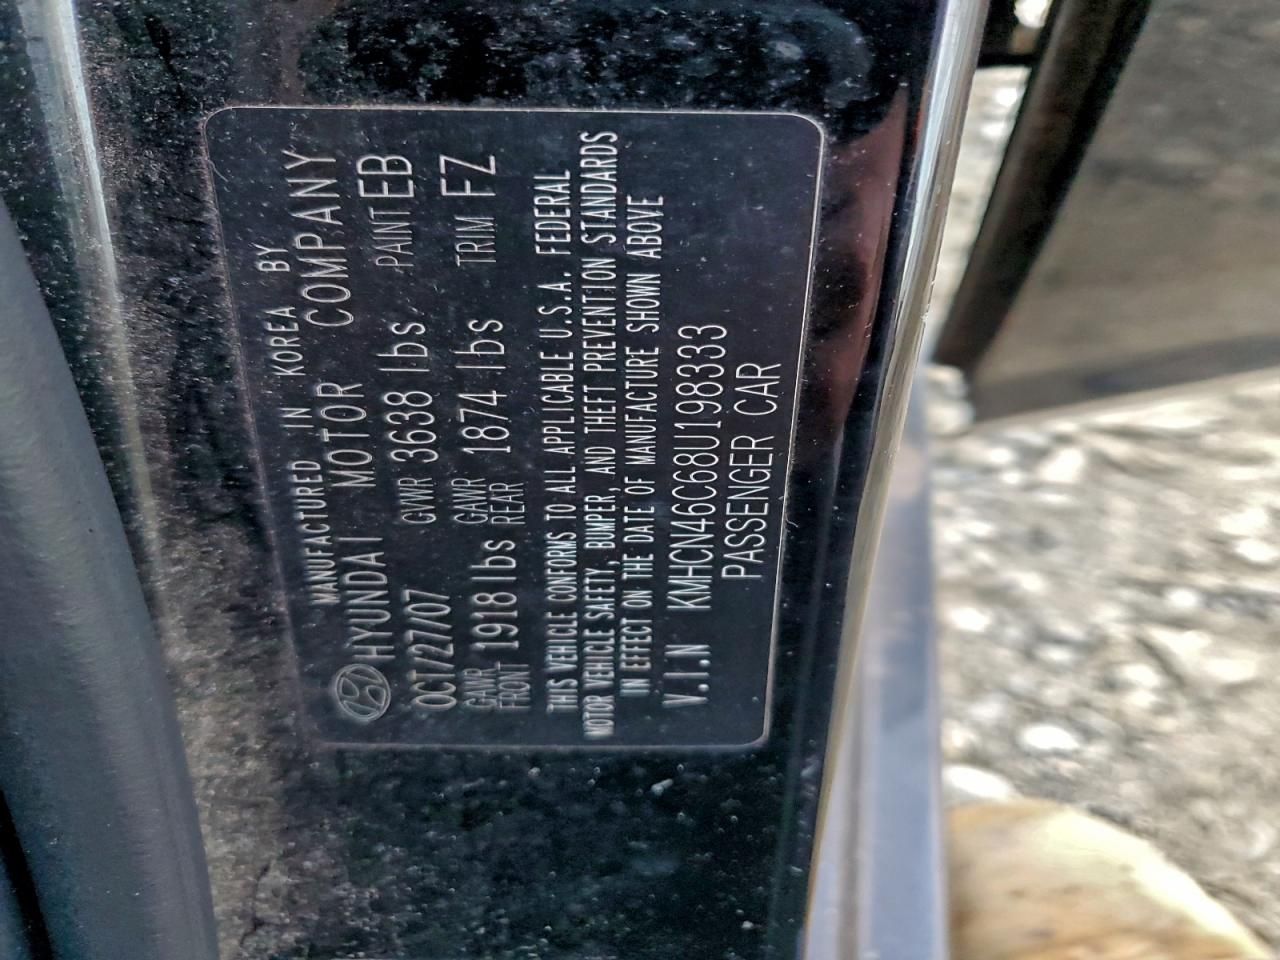 MANUFACTURED IN KOREA BY
HYUNDAI MOTOR COMPANY
OCT/27/07 GVWR 3638 lbs PAINT EB
GAWR FRONT 1918 lbs GAWR REAR 1874 lbs TRIM FZ
THIS VEHICLE CONFORMS TO ALL APPLICABLE U.S.A. FEDERAL
MOTOR VEHICLE SAFETY, BUMPER, AND THEFT PREVENTION STANDARDS
IN EFFECT ON THE DATE OF MANUFACTURE SHOWN ABOVE
V.I.N KMHCN46C68U198333
PASSENGER CAR